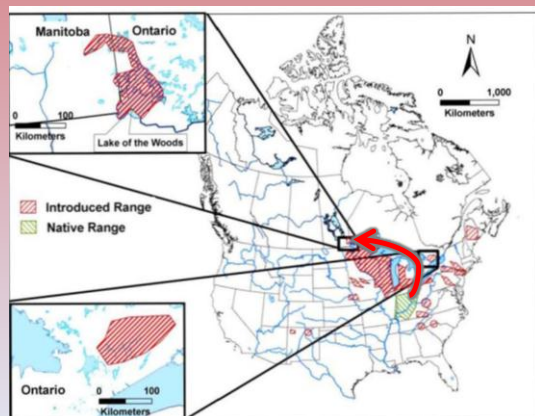 Manitoba Ontario
0 100
Kilometers
Lake of the Woods
N
0 1,000
Kilometers
Introduced Range
Native Range
Ontario
0 100
Kilometers